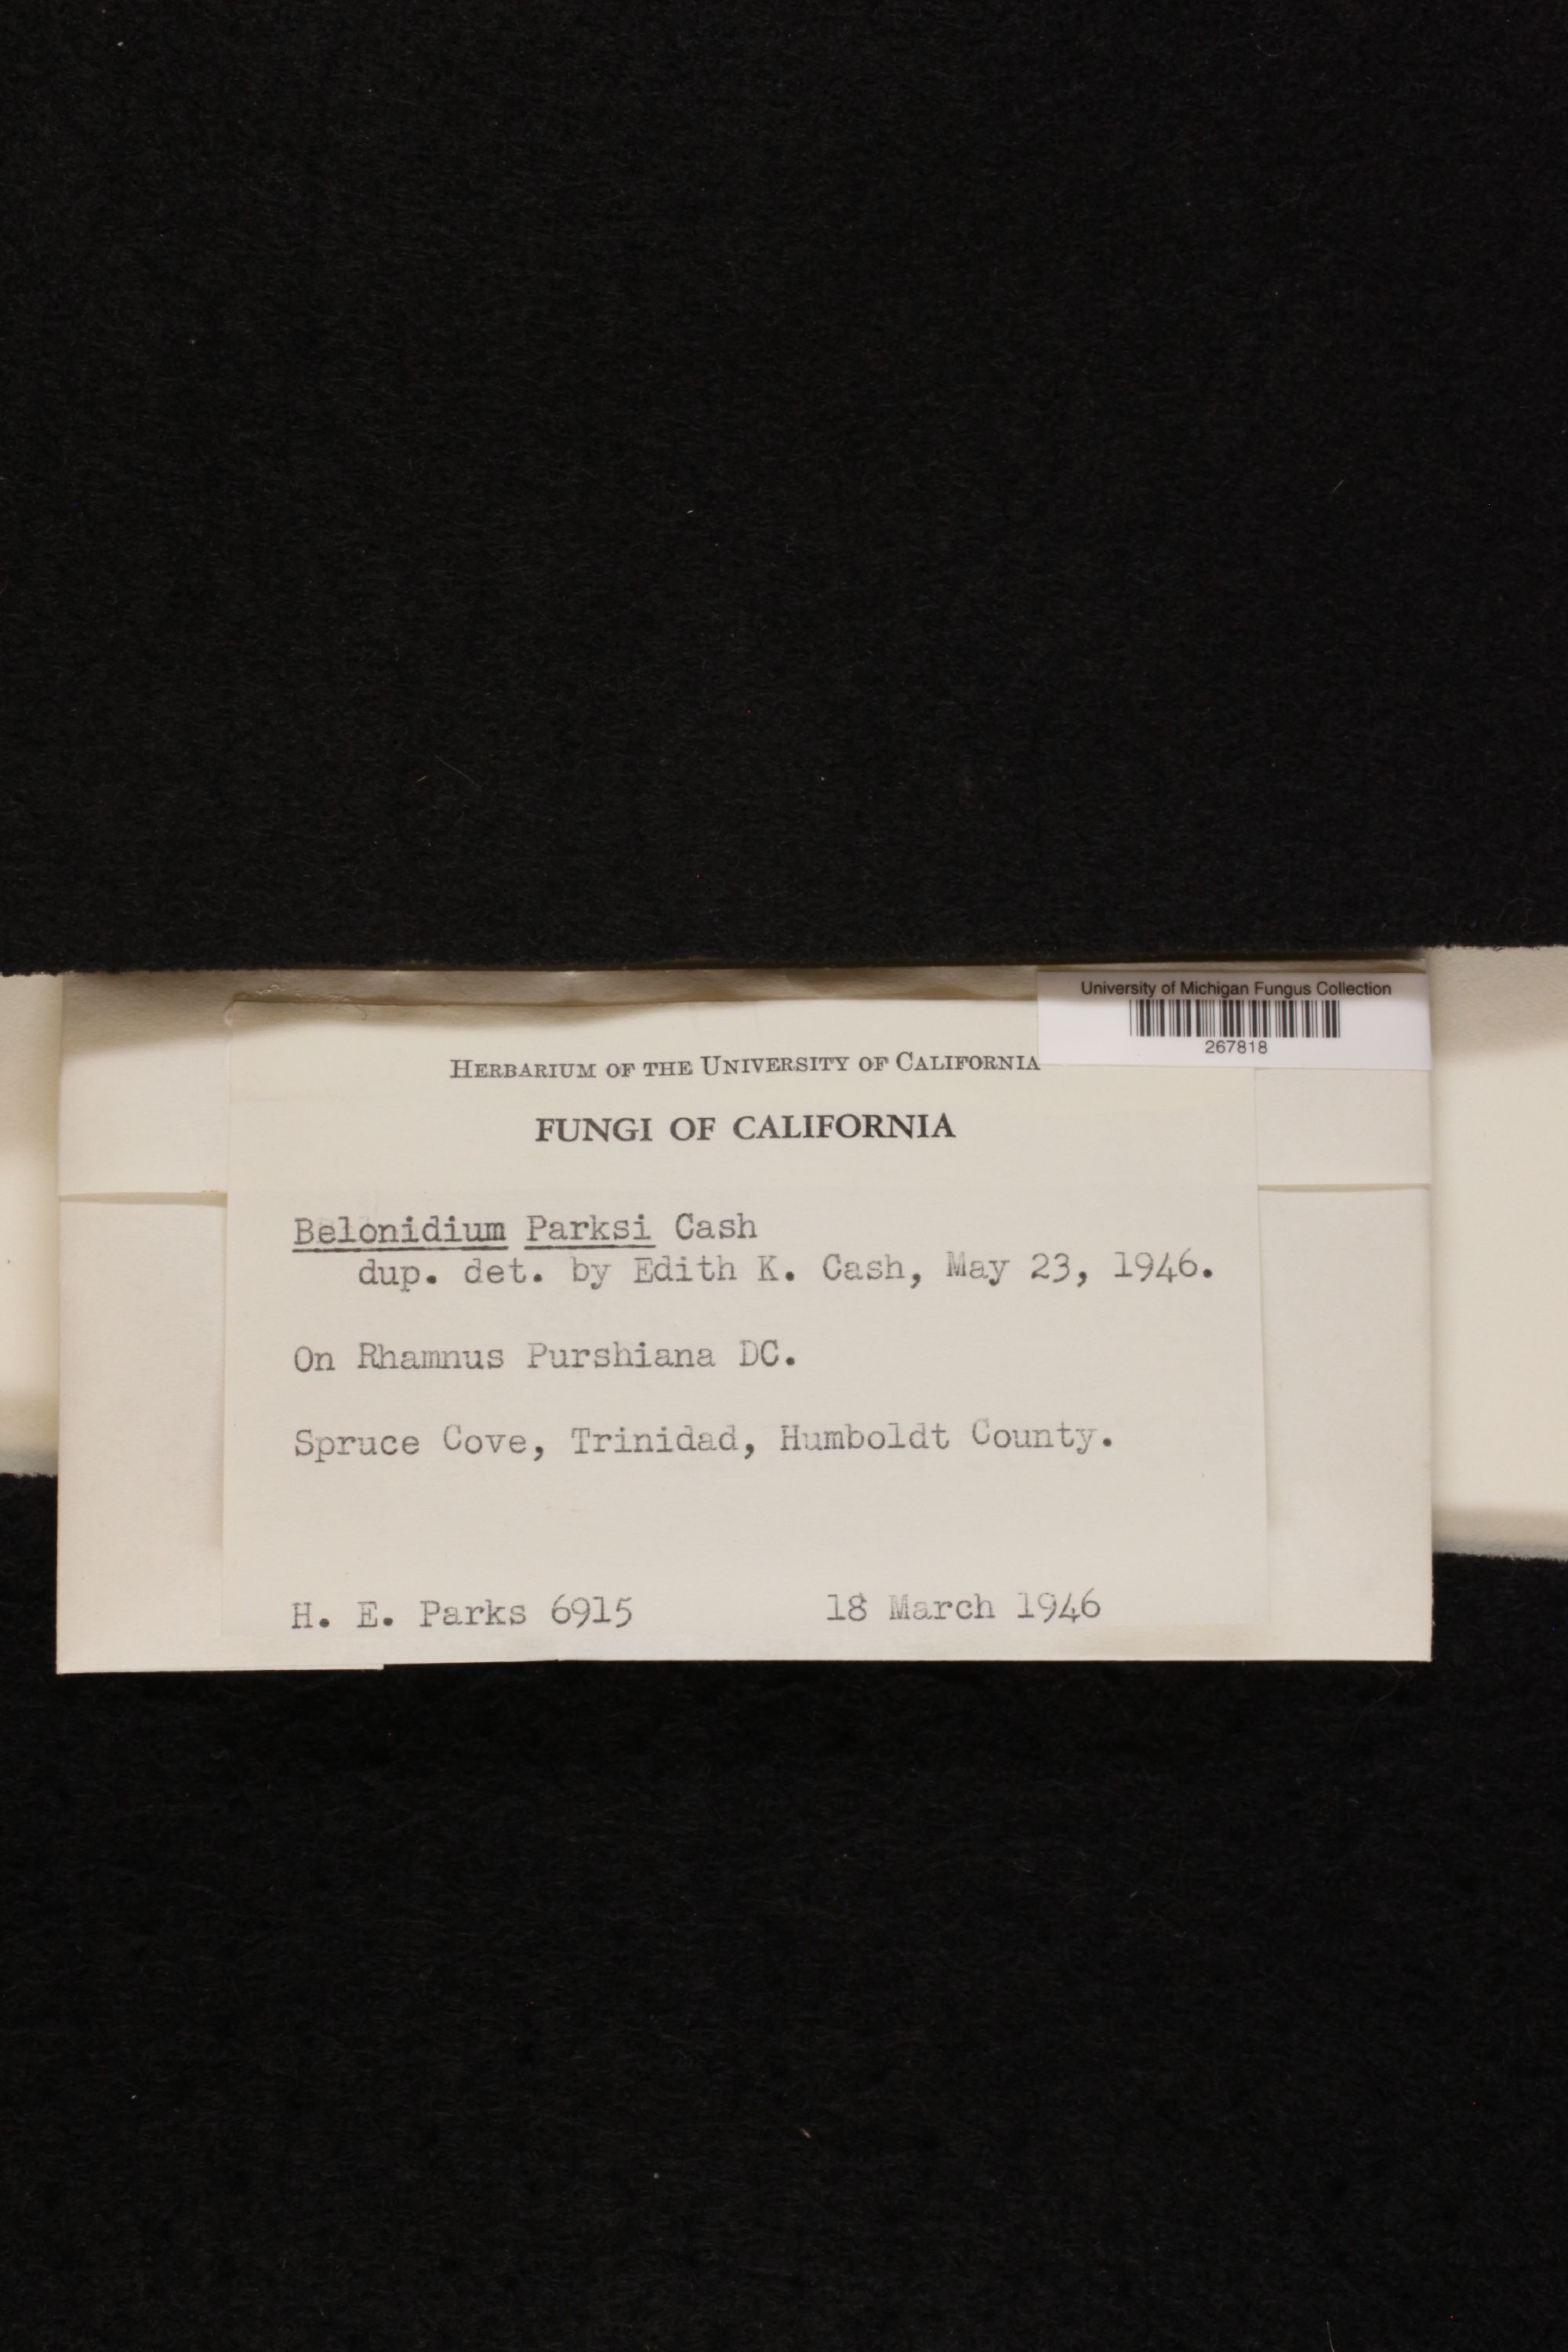 University of Michigan Fungus Collection
267818
HERBARIUM OF THE UNIVERSITY OF CALIFORNIA
FUNGI OF CALIFORNIA
Belonidium Parksi Cash
dup. det. by Edith K. Cash, May 23, 1946.
On Rhamnus Purshiana DC.
Spruce Cove, Trinidad, Humboldt County.
H. E. Parks 6915 18 March 1946